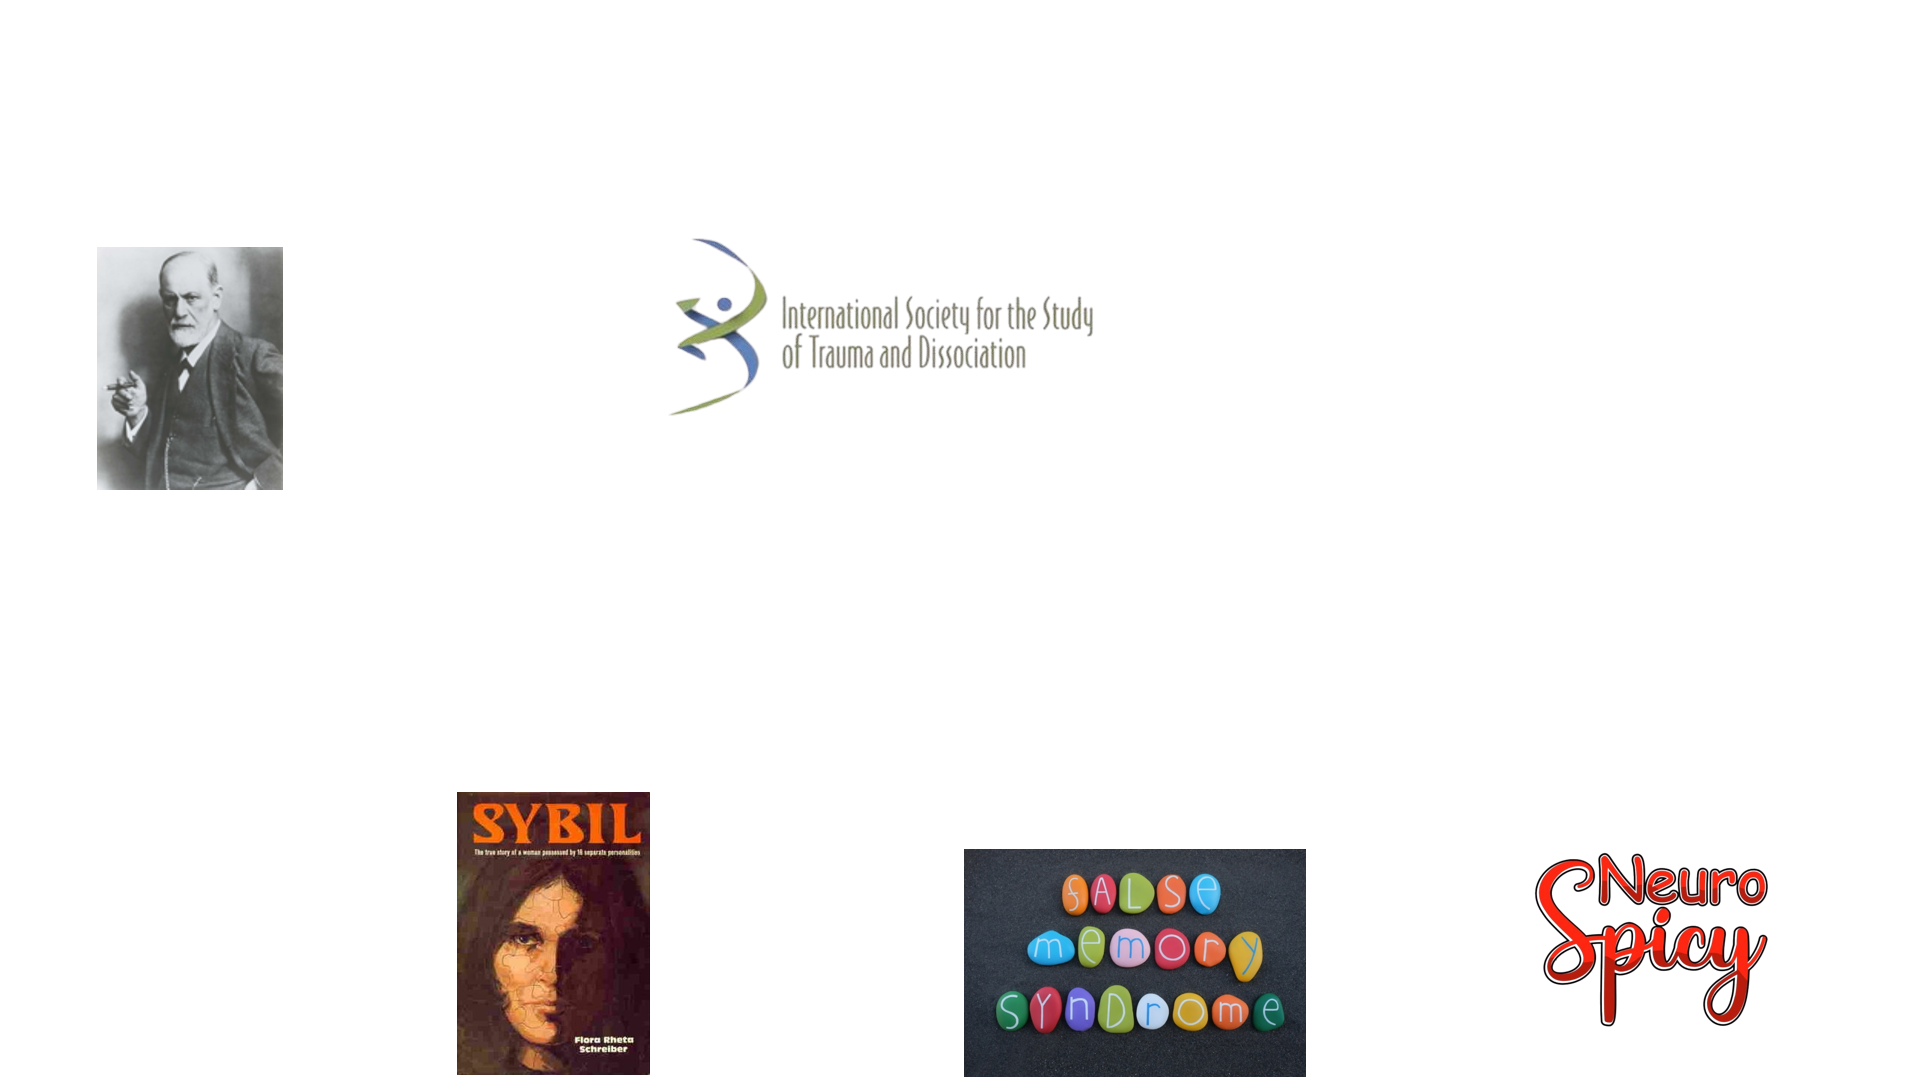 International Society for the Study
of Trauma and Dissociation
SYBIL
The true story of a woman possessed by 16 separate personalities
Flora Rheta
Schreiber
fALSe
memory
SYnDrome
Neuro
Spicy